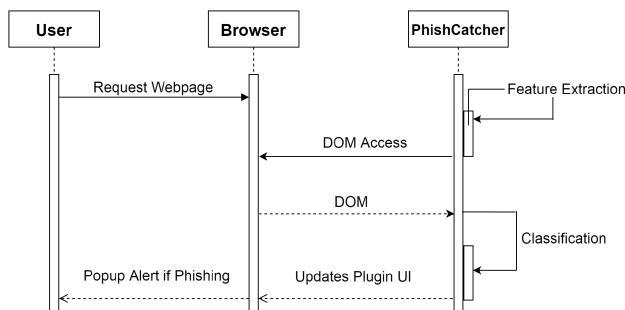 User
Browser
PhishCatcher
Request Webpage
Feature Extraction
DOM Access
DOM
Classification
Popup Alert if Phishing
Updates Plugin UI